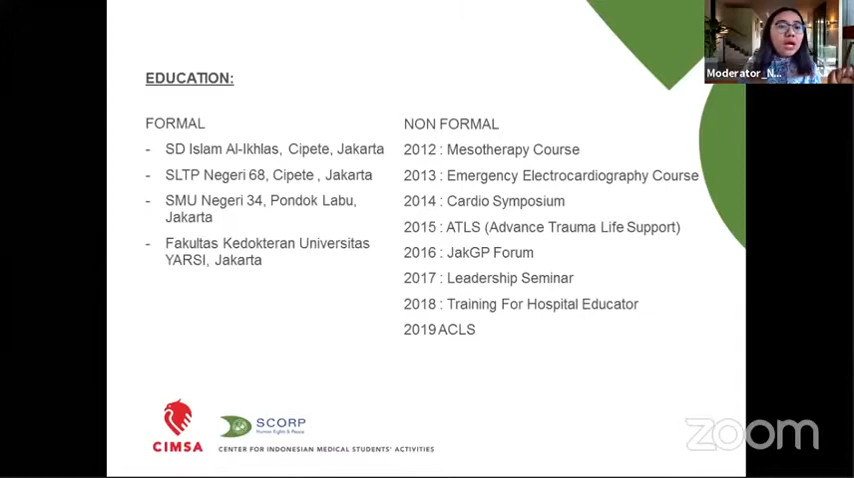 EDUCATION:
FORMAL
- SD Islam Al-Ikhlas, Cipete, Jakarta
- SLTP Negeri 68, Cipete , Jakarta
- SMU Negeri 34, Pondok Labu,
Jakarta
- Fakultas Kedokteran Universitas
YARSI, Jakarta
NON FORMAL
2012 : Mesotherapy Course
2013 : Emergency Electrocardiography Course
2014 : Cardio Symposium
2015 : ATLS (Advance Trauma Life Support)
2016 : JakGP Forum
2017 : Leadership Seminar
2018 : Training For Hospital Educator
2019 ACLS
Moderator_N...
CIMSA
SCORP
Human Rights & Peace
CENTER FOR INDONESIAN MEDICAL STUDENTS' ACTIVITIES
zoom